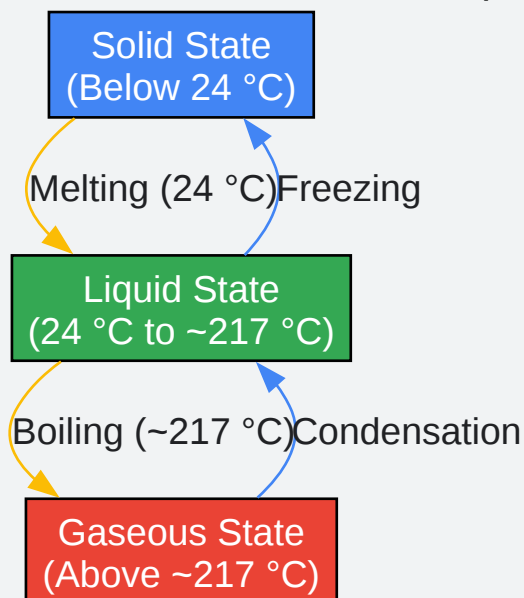 Solid State
(Below 24 °C)
Melting (24 °C)
Freezing
Liquid State
(24 °C to ~217 °C)
Boiling (~217 °C)
Condensation
Gaseous State
(Above ~217 °C)